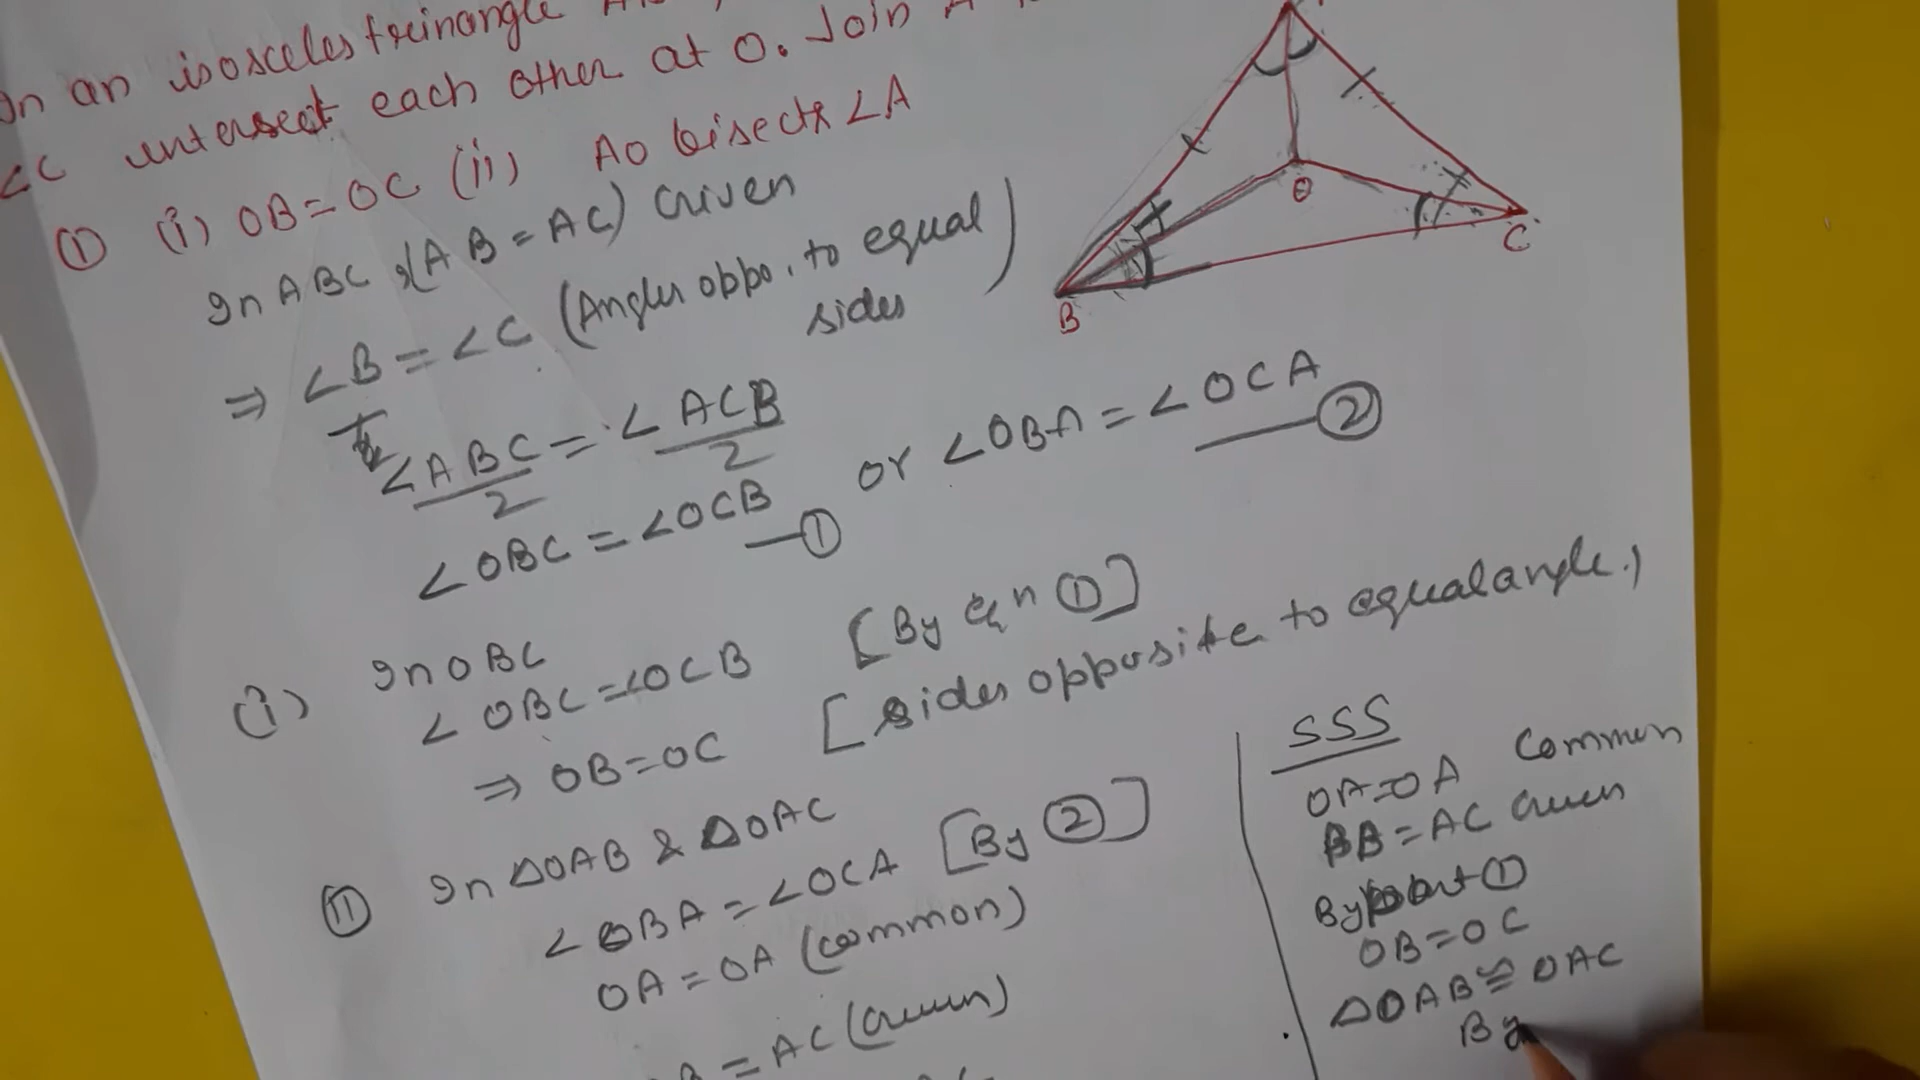 In an isosceles treinangle
∠C untersect each other at O. Join A
① (i) OB=OC (ii) AO bisects ∠A
In ABC, (AB=AC) Given
⇒ ∠B=∠C (Angles oppo. to equal sides)
∠ABC/2 = ∠ACB/2
∠OBC=∠OCB —① or ∠OBA=∠OCA —②
(i) In OBC
∠OBC=∠OCB [By eqn ①]
⇒ OB=OC [sides opposite to equal angle.)
(ii) In △OAB & △OAC
∠OBA=∠OCA [By ②]
OA=OA (common)
B=AC (Given)
SSS
OA=OA Common
AB=AC Given
By part ①
OB=OC
△OAB≅OAC
By
O
B
C